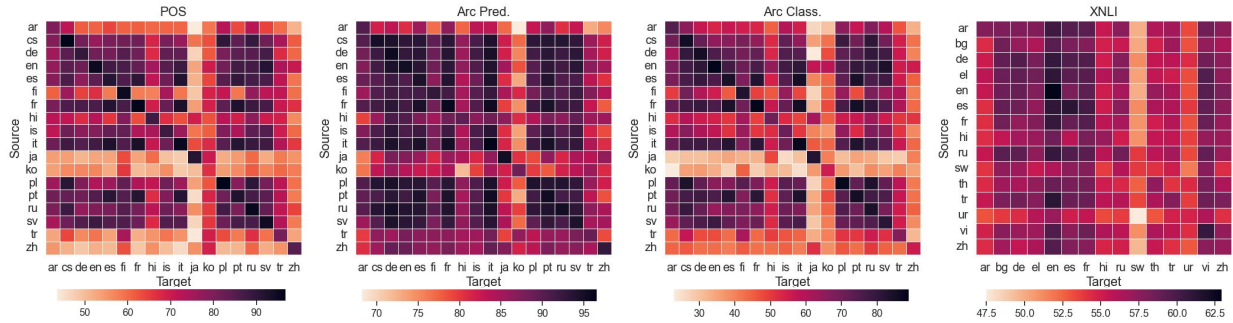 POS
Source
ar
cs
de
en
es
fi
fr
hi
is
it
ja
ko
pl
pt
ru
sv
tr
zh
ar cs de en es fi fr hi is it ja ko pl pt ru sv tr zh
Target
50 60 70 80 90
Arc Pred.
Source
ar
cs
de
en
es
fi
fr
hi
is
it
ja
ko
pl
pt
ru
sv
tr
zh
ar cs de en es fi fr hi is it ja ko pl pt ru sv tr zh
Target
70 75 80 85 90 95
Arc Class.
Source
ar
cs
de
en
es
fi
fr
hi
is
it
ja
ko
pl
pt
ru
sv
tr
zh
ar cs de en es fi fr hi is it ja ko pl pt ru sv tr zh
Target
30 40 50 60 70 80
XNLI
Source
ar
bg
de
el
en
es
fr
hi
ru
sw
th
tr
ur
vi
zh
ar bg de el en es fr hi ru sw th tr ur vi zh
Target
47.5 50.0 52.5 55.0 57.5 60.0 62.5